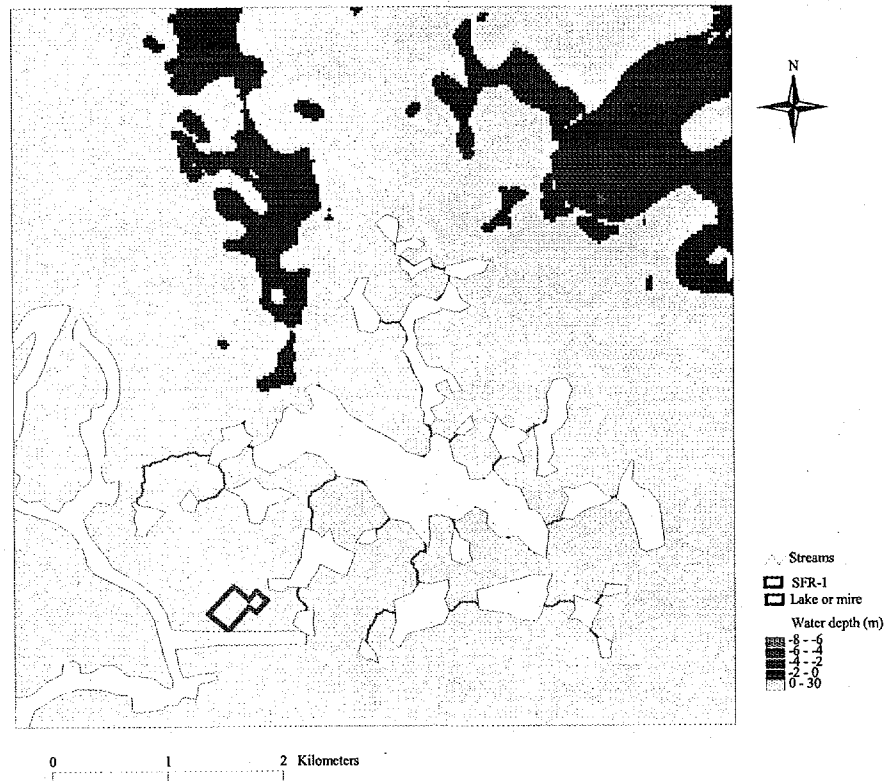 N
Streams
SFR-1
Lake or mire
Water depth (m)
-8 - -6
-6 - -4
-4 - -2
-2 - 0
0 - 30
0 1 2 Kilometers